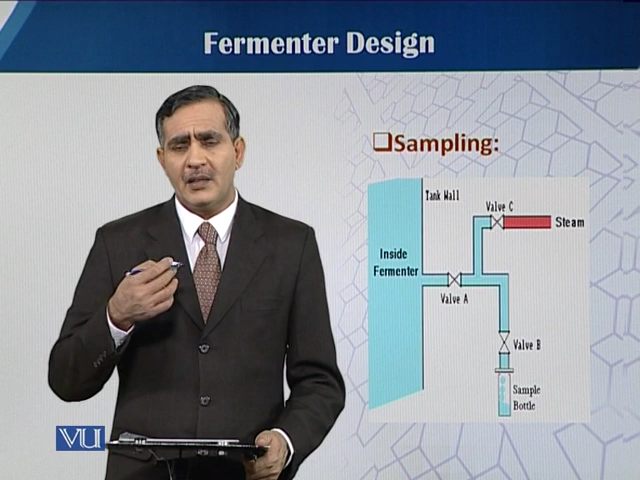 Fermenter Design
❑Sampling:
Tank Wall
Valve C
Steam
Inside
Fermenter
Valve A
Valve B
Sample
Bottle
VU